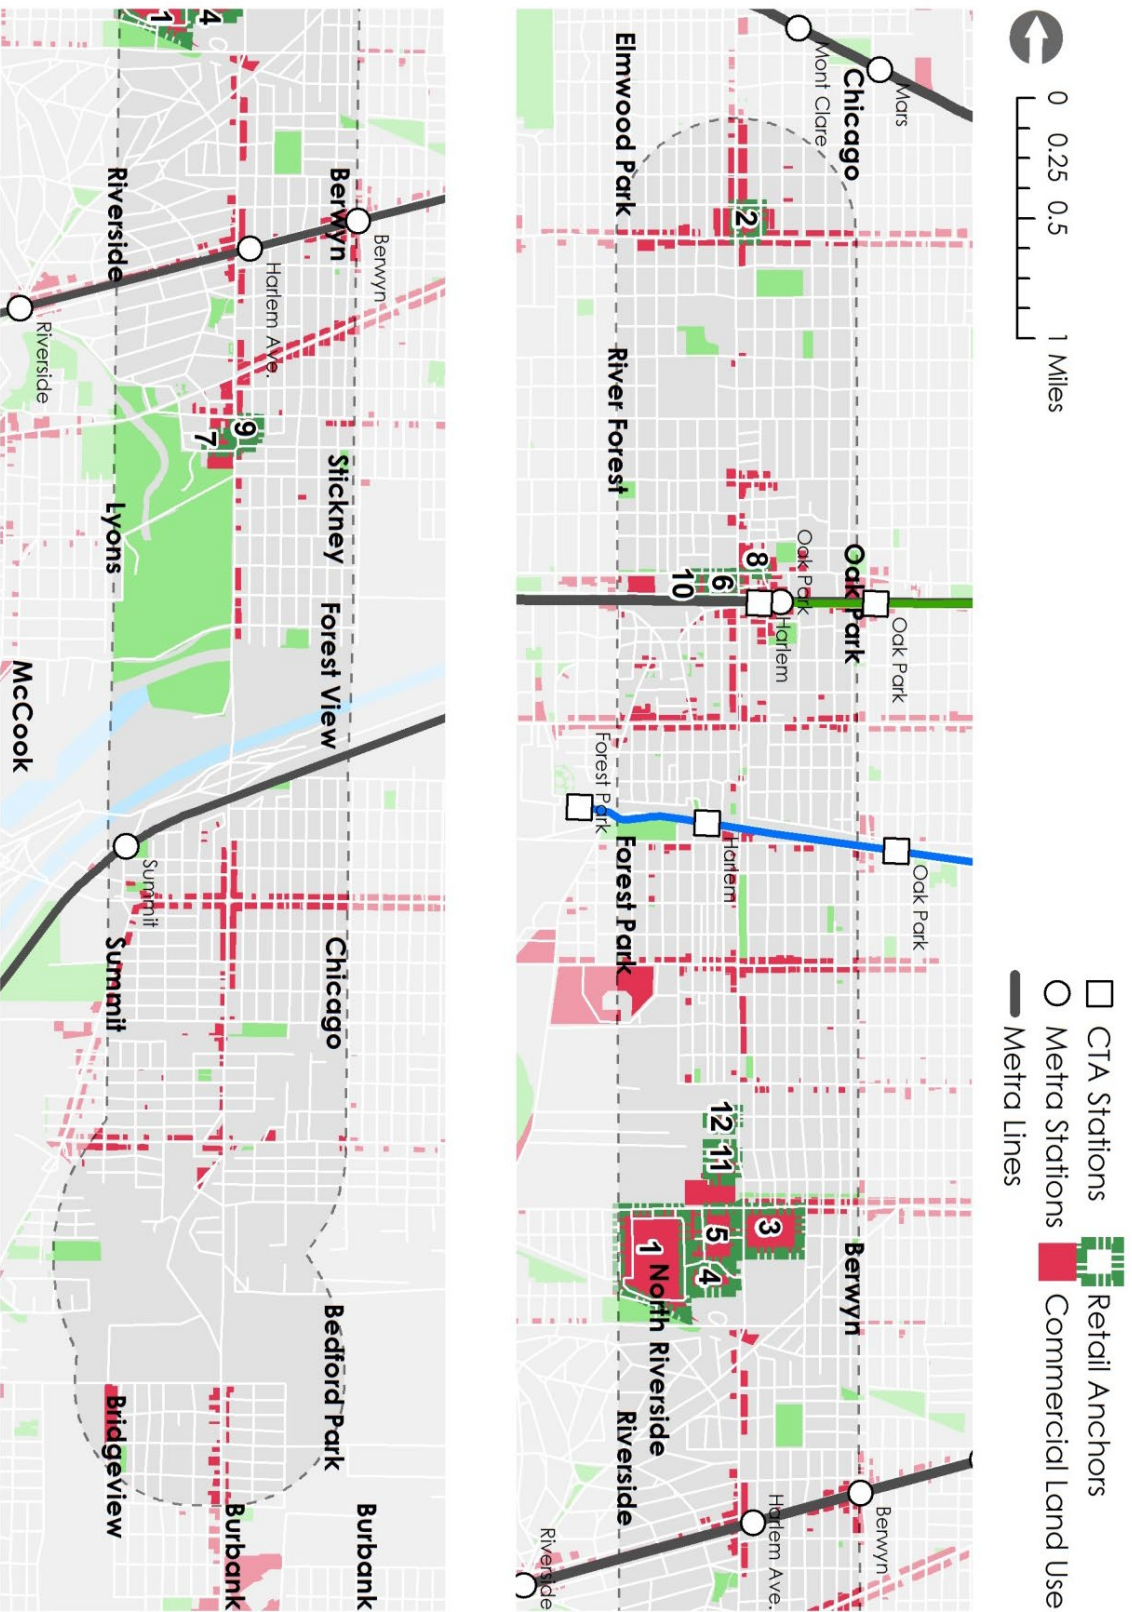 0 0.25 0.5 1 Miles
CTA Stations
Metra Stations
Metra Lines
Retail Anchors
Commercial Land Use
Mars
Mont Clare
Chicago
Elmwood Park
2
River Forest
Oak Park
Oak Park
Oak Park
Harlem
8
6
10
Forest Park
Harlem
Oak Park
Forest Park
12
11
3
5
4
1
Berwyn
North Riverside
Riverside
Berwyn
Harlem Ave.
Riverside
4
1
Berwyn
Berwyn
Riverside
Harlem Ave.
Riverside
9
7
Stickney
Lyons
Forest View
McCook
Summit
Chicago
Summit
Bedford Park
Bridgeview
Burbank
Burbank